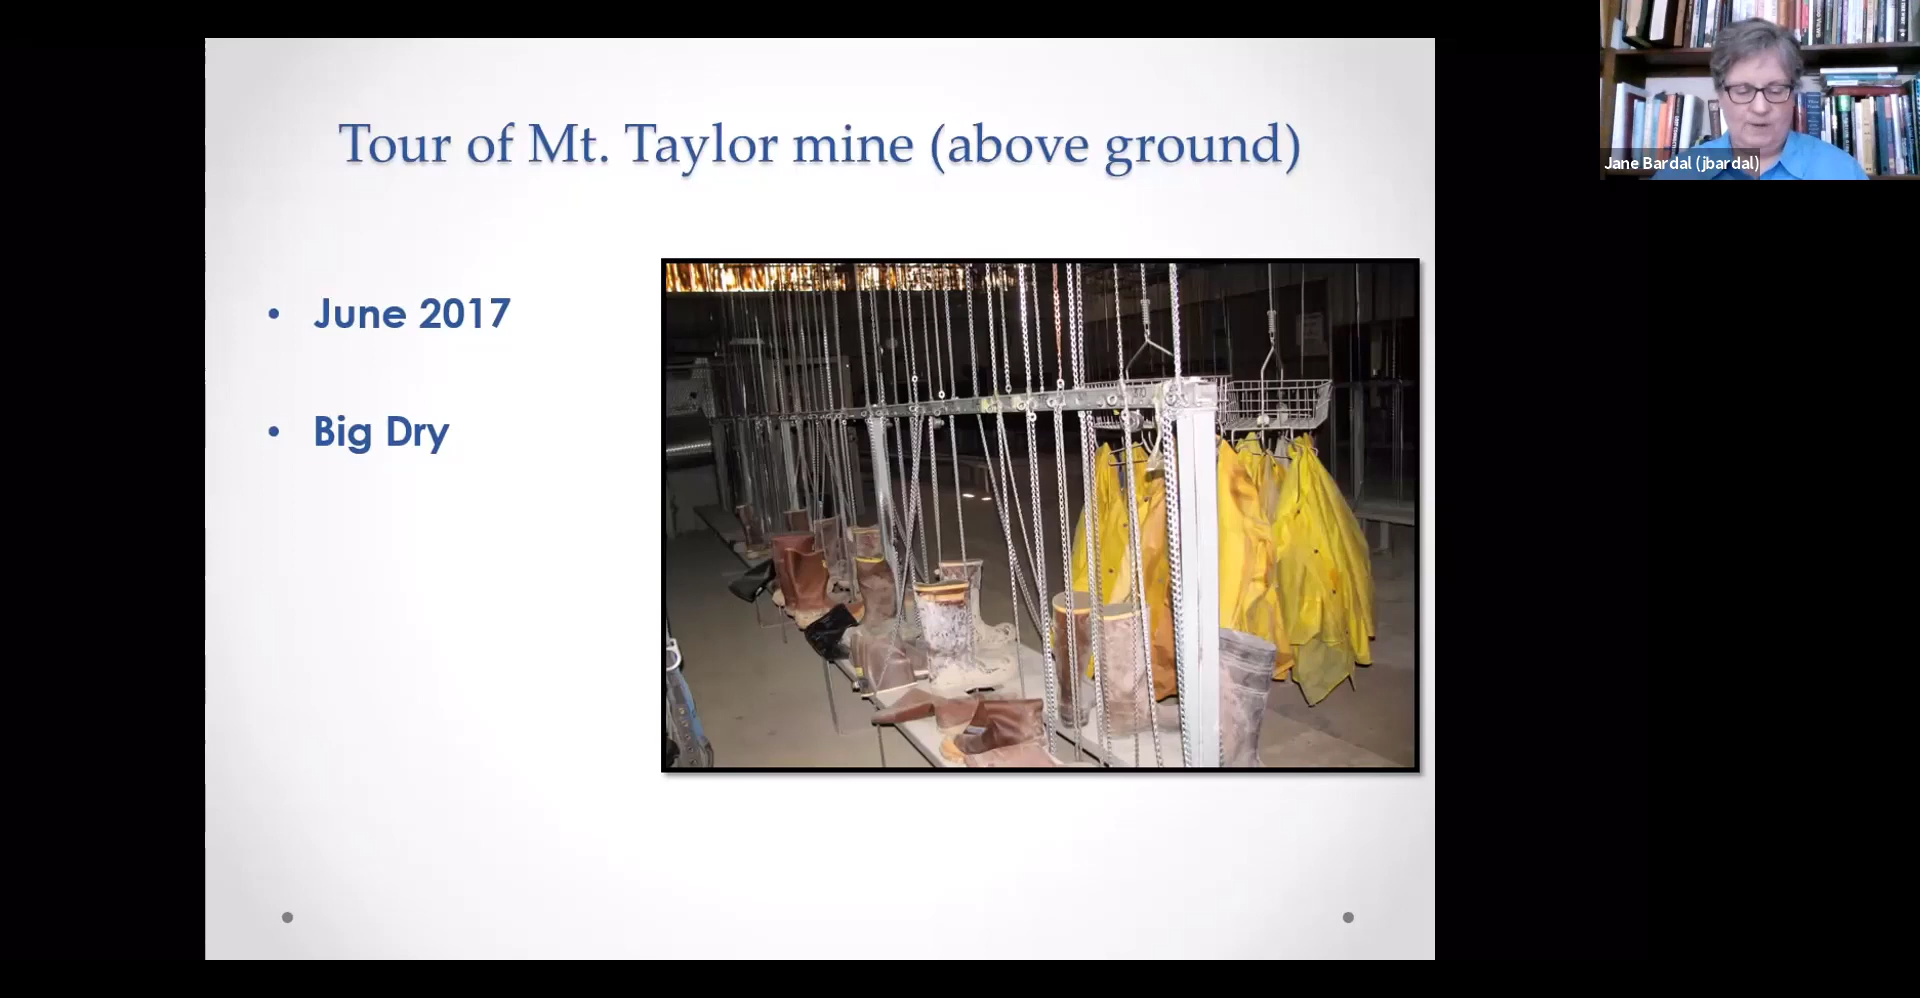 Tour of Mt. Taylor mine (above ground)
• June 2017
• Big Dry
Jane Bardal (jbardal)